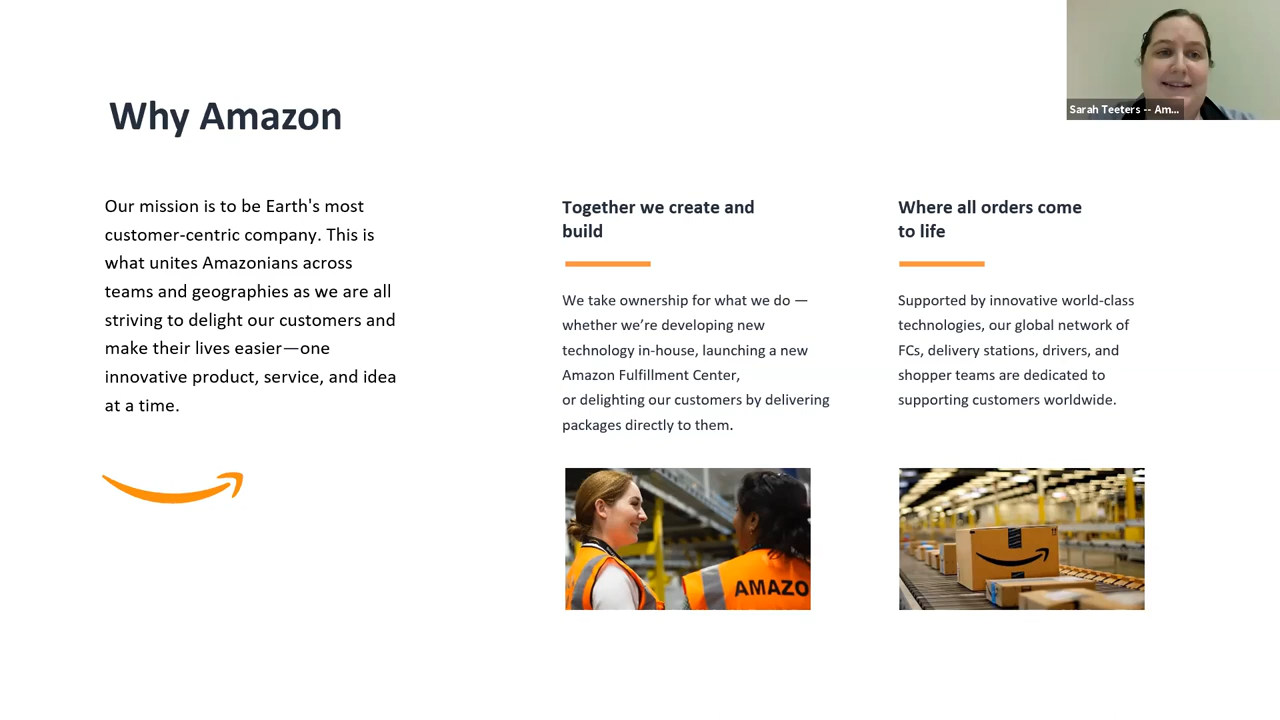 Sarah Teeters -- Am...
Why Amazon
Our mission is to be Earth's most
customer-centric company. This is
what unites Amazonians across
teams and geographies as we are all
striving to delight our customers and
make their lives easier—one
innovative product, service, and idea
at a time.
Together we create and
build
We take ownership for what we do —
whether we’re developing new
technology in-house, launching a new
Amazon Fulfillment Center,
or delighting our customers by delivering
packages directly to them.
AMAZO
Where all orders come
to life
Supported by innovative world-class
technologies, our global network of
FCs, delivery stations, drivers, and
shopper teams are dedicated to
supporting customers worldwide.